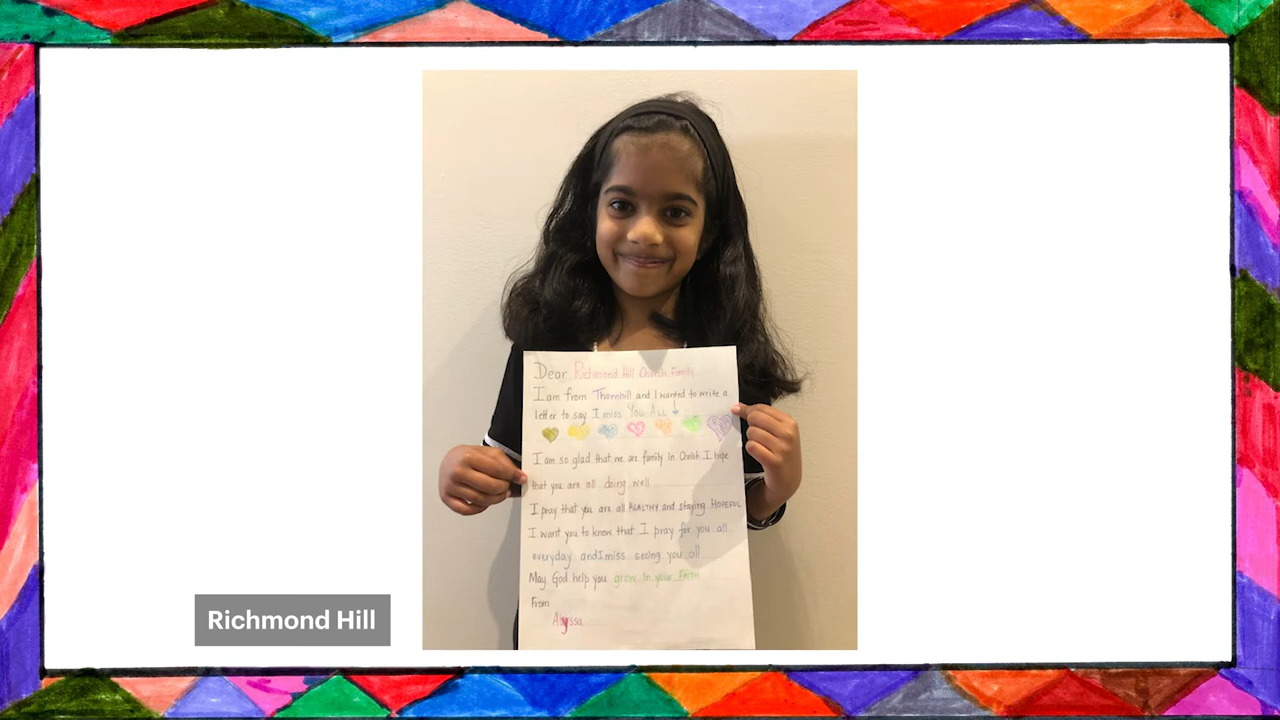 Dear Richmond Hill Church Family
I am from Thornhill and I wanted to write a
letter to say I miss YOU ALL!
I am so glad that we are family in Christ I hope
that you are all doing well
I pray that you are all HEALTHY and staying HOPEFUL
I want you to know that I pray for you all
everyday and I miss seeing you all
May God help you grow in your FAITH
From
Alyssa
Richmond Hill